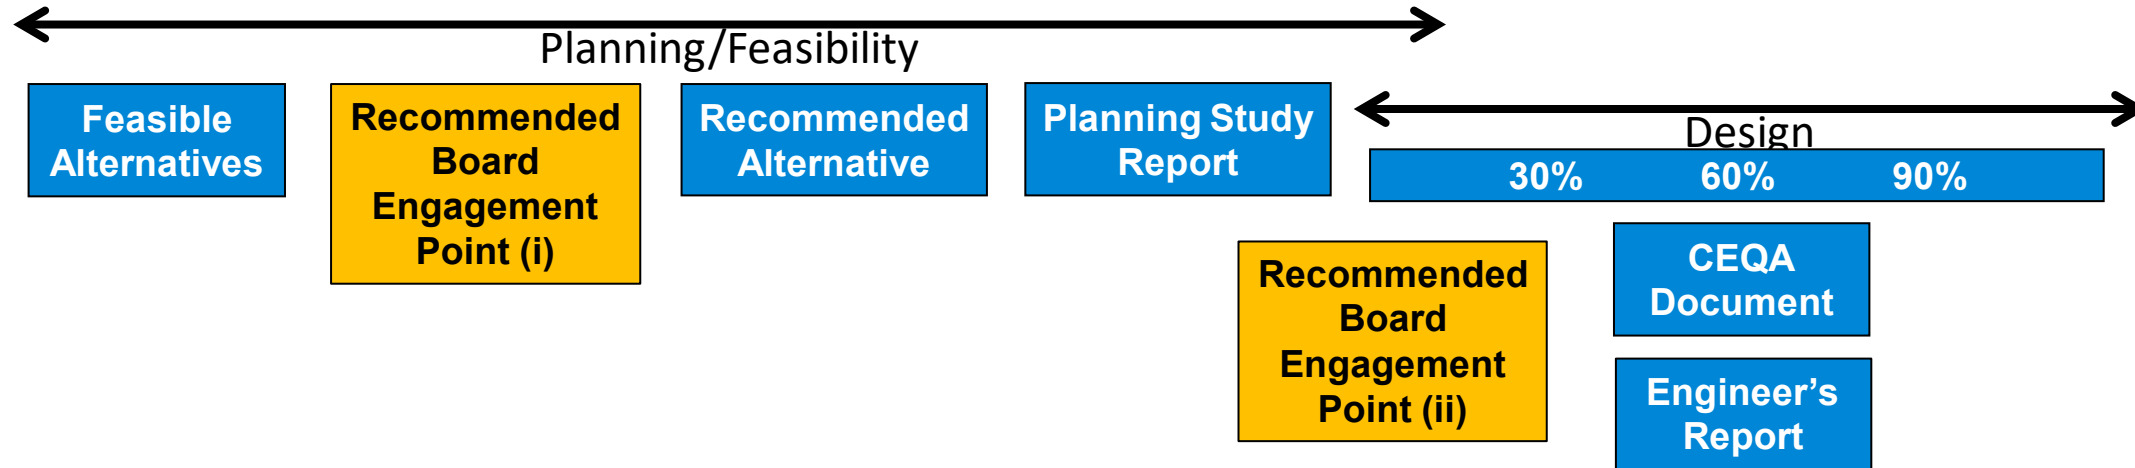 Planning/Feasibility
Feasible
Alternatives
Recommended
Board
Engagement
Point (i)
Recommended
Alternative
Planning Study
Report
Design
30% 60% 90%
Recommended
Board
Engagement
Point (ii)
CEQA
Document
Engineer’s
Report